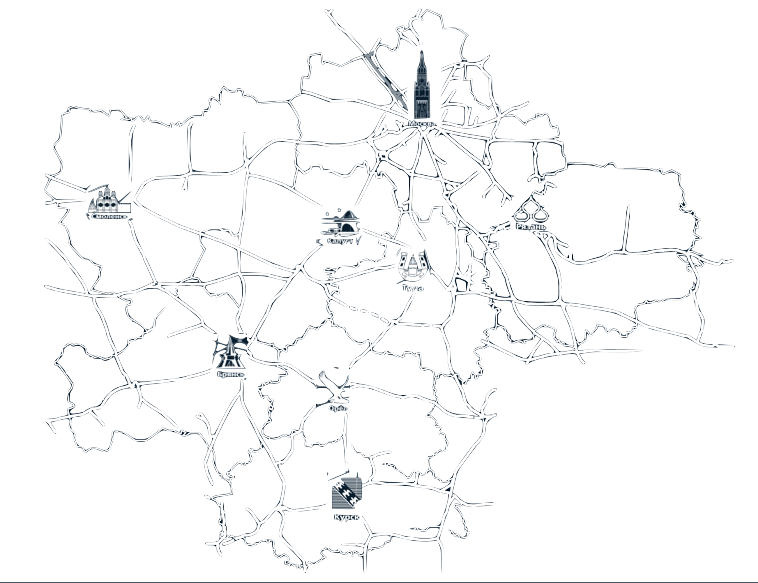 Москва
Смоленск
Рязань
Калуга
Тула
Брянск
Орёл
Курск